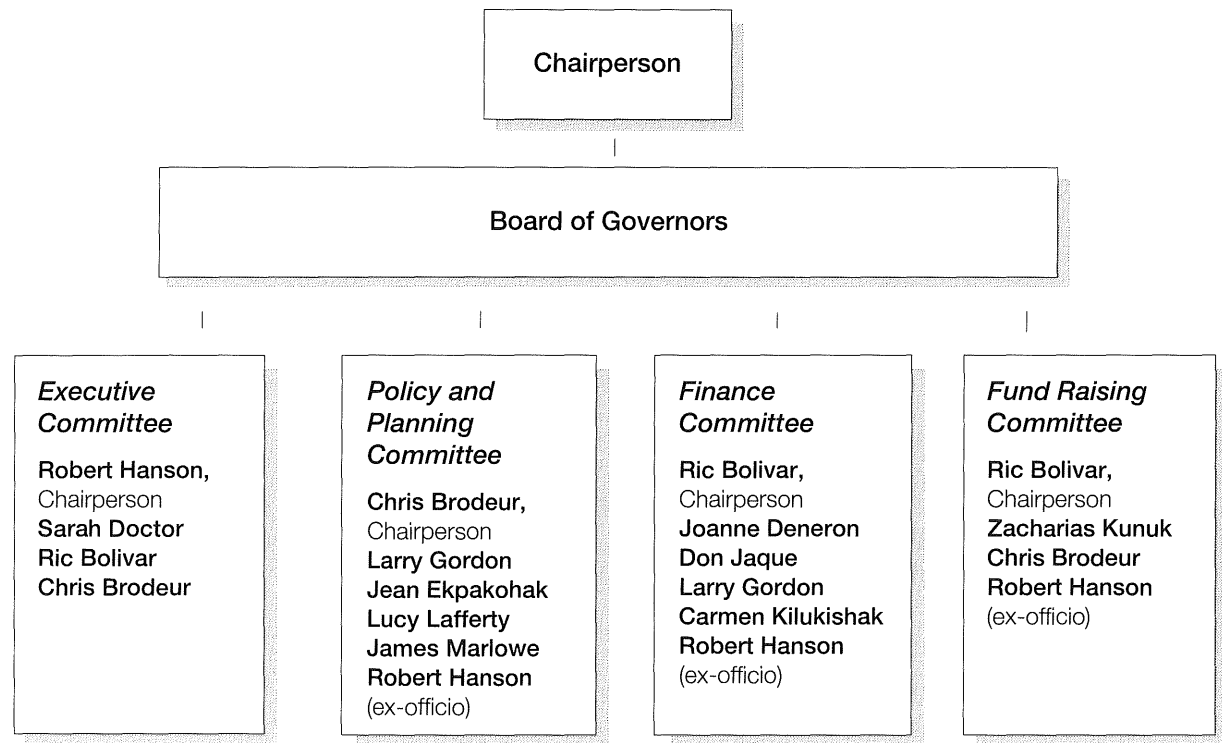 Chairperson
Board of Governors
Executive
Committee
Robert Hanson,
Chairperson
Sarah Doctor
Ric Bolivar
Chris Brodeur
Policy and
Planning
Committee
Chris Brodeur,
Chairperson
Larry Gordon
Jean Ekpakohak
Lucy Lafferty
James Marlowe
Robert Hanson
(ex-officio)
Finance
Committee
Ric Bolivar,
Chairperson
Joanne Deneron
Don Jaque
Larry Gordon
Carmen Kilukishak
Robert Hanson
(ex-officio)
Fund Raising
Committee
Ric Bolivar,
Chairperson
Zacharias Kunuk
Chris Brodeur
Robert Hanson
(ex-officio)